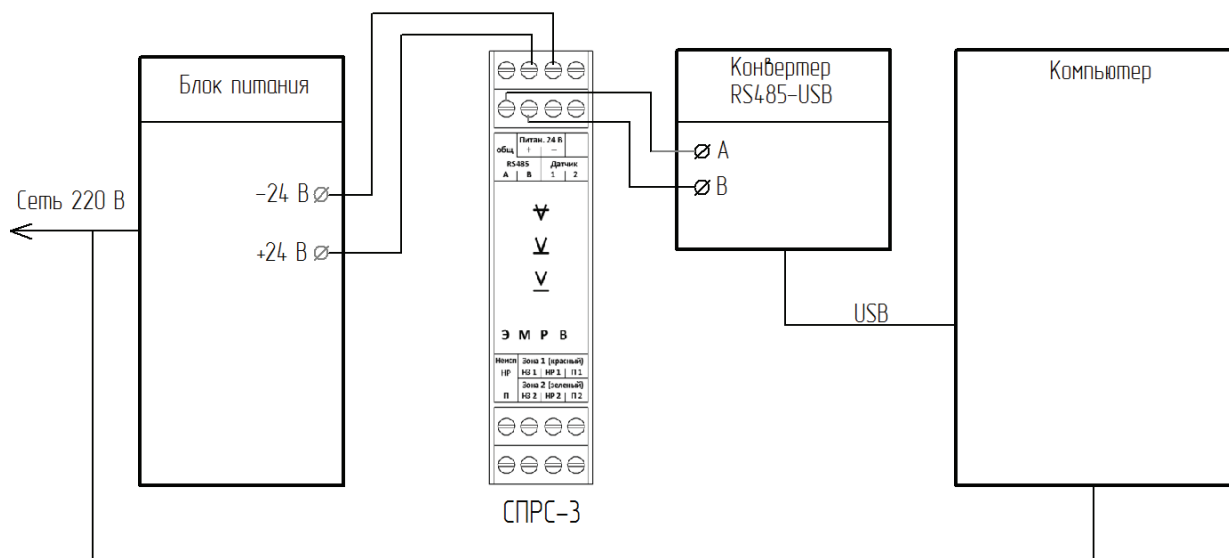 Блок питания
−24 В
+24 В
Сеть 220 В
Питан. 24 В
общ + −
RS485 Датчик
А В 1 2
Э М Р В
Неисп Зона 1 (красный)
НР НЗ 1 НР 1 П 1
Зона 2 (зеленый)
П НЗ 2 НР 2 П 2
СПРС-3
Конвертер
RS485-USB
А
В
USB
Компьютер